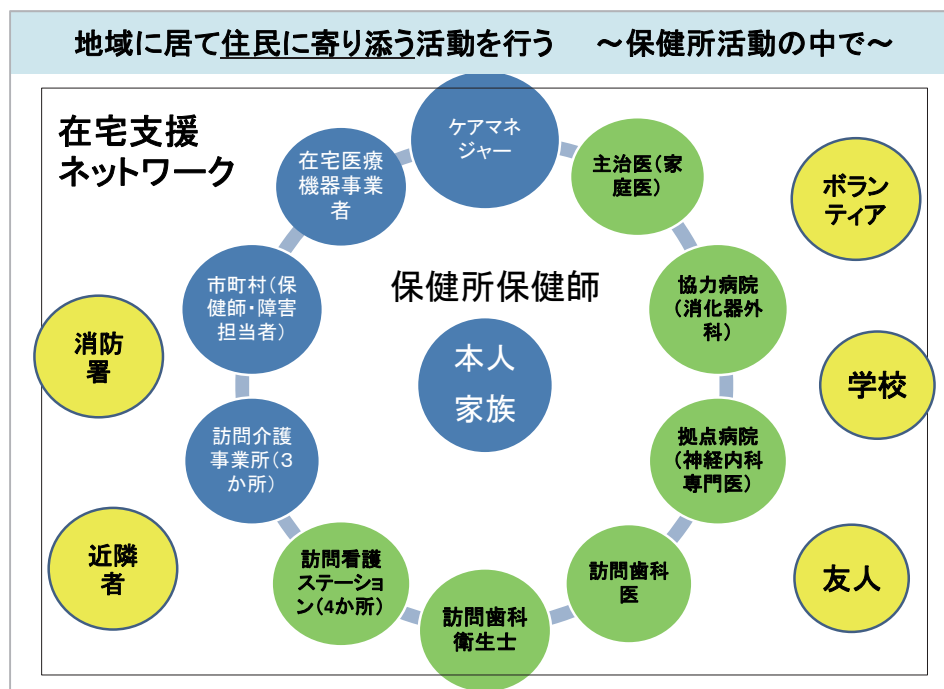 地域に居て住民に寄り添う活動を行う　～保健所活動の中で～
在宅支援
ネットワーク
ケアマネ
ジャー
在宅医療
機器事業
者
主治医（家
庭医）
ボラン
ティア
市町村（保
健師・障害
担当者）
保健所保健師
協力病院
（消化器外
科）
消防
署
本人
家族
学校
訪問介護
事業所（３
か所）
拠点病院
（神経内科
専門医）
近隣
者
訪問看護
ステーショ
ン（4か所）
訪問歯科
衛生士
訪問歯科
医
友人